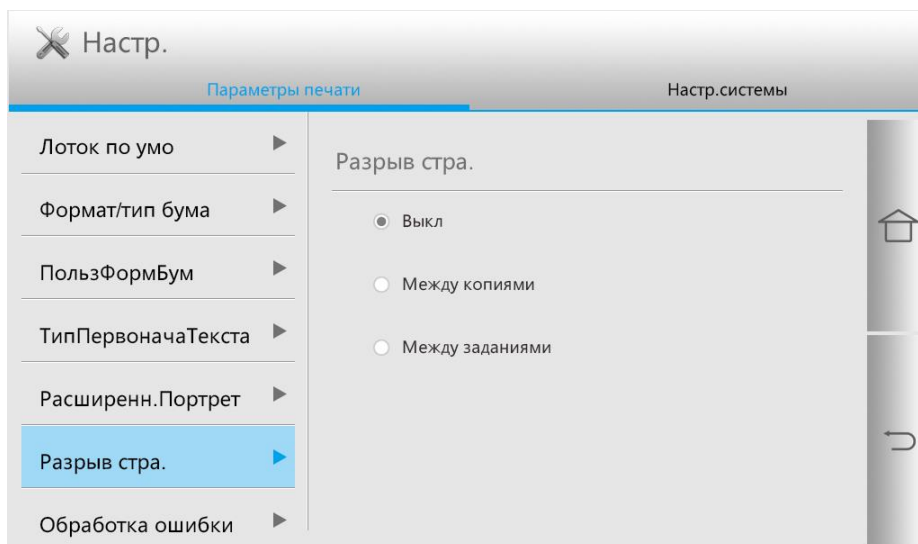 Настр.
Параметры печати
Настр.системы
Лоток по умо
Формат/тип бума
ПользФормБум
ТипПервоначаТекста
Расширенн.Портрет
Разрыв стра.
Обработка ошибки
Разрыв стра.
Выкл
Между копиями
Между заданиями